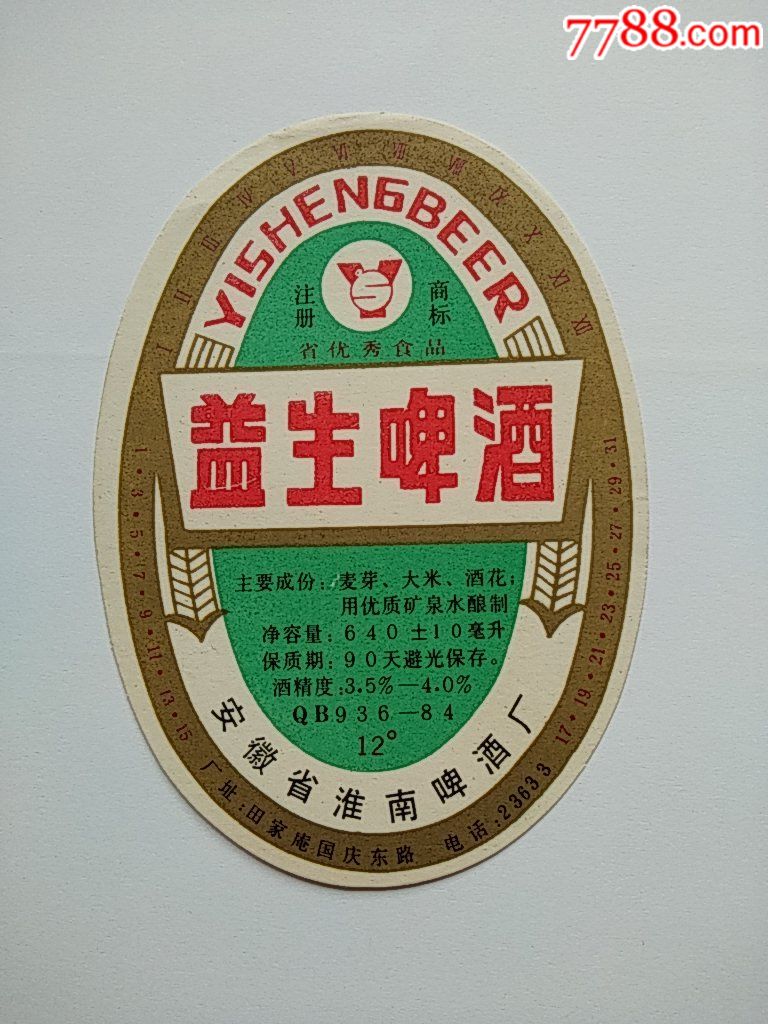 7788.com
I II III IV V VI VII VIII IX X XI XII
YISHENGBEER
注册 商标
省优秀食品
益生啤酒
1·3·5·7·9·11·13·15
17·19·21·23·25·27·29·31
主要成份:麦芽、大米、酒花;
用优质矿泉水酿制
净容量:640±10毫升
保质期:90天避光保存。
酒精度:3.5%—4.0%
QB936—84
12°
安徽省淮南啤酒厂
厂址:田家庵国庆东路 电话:23633